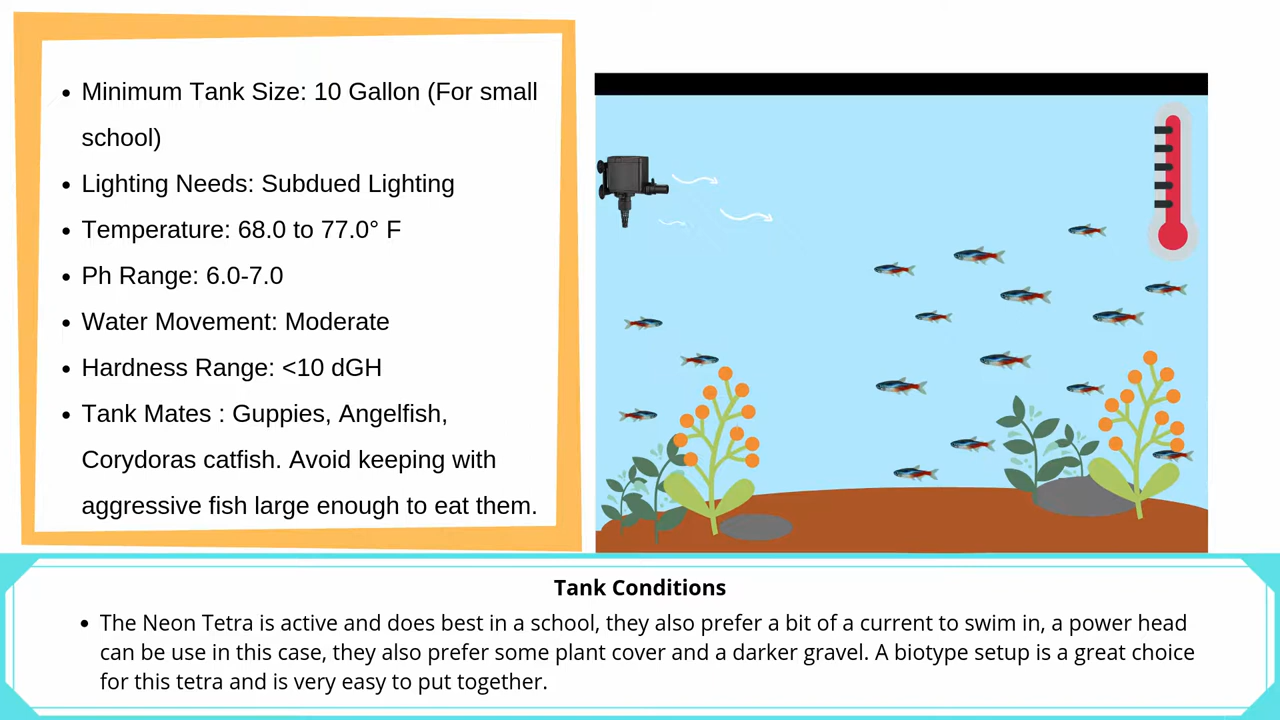 Minimum Tank Size: 10 Gallon (For small
school)
Lighting Needs: Subdued Lighting
Temperature: 68.0 to 77.0° F
Ph Range: 6.0-7.0
Water Movement: Moderate
Hardness Range: <10 dGH
Tank Mates : Guppies, Angelfish,
Corydoras catfish. Avoid keeping with
aggressive fish large enough to eat them.
Tank Conditions
The Neon Tetra is active and does best in a school, they also prefer a bit of a current to swim in, a power head
can be use in this case, they also prefer some plant cover and a darker gravel. A biotype setup is a great choice
for this tetra and is very easy to put together.